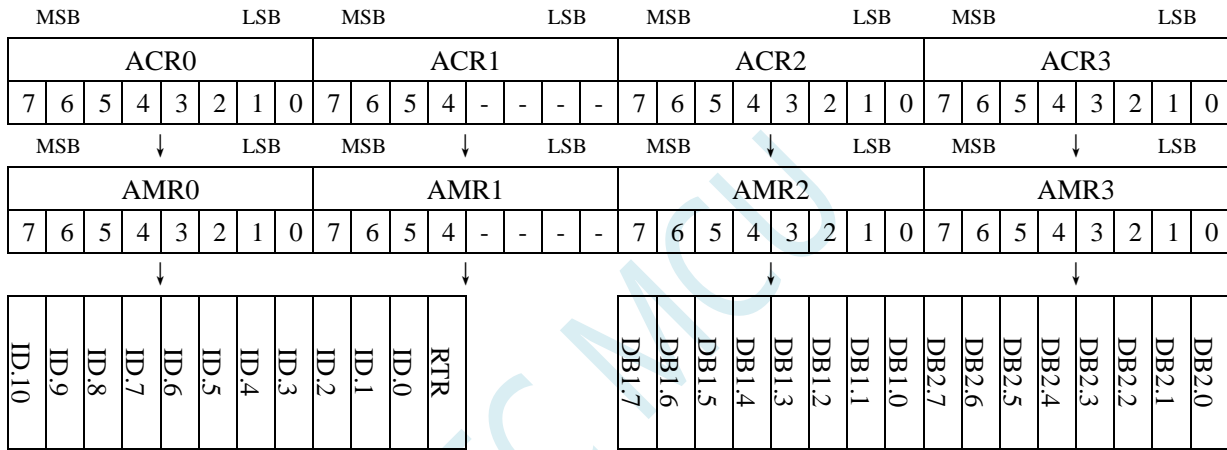 MSB LSB MSB LSB MSB LSB MSB LSB
ACR0 ACR1 ACR2 ACR3
7 6 5 4 3 2 1 0 7 6 5 4 - - - - 7 6 5 4 3 2 1 0 7 6 5 4 3 2 1 0
MSB LSB MSB LSB MSB LSB MSB LSB
AMR0 AMR1 AMR2 AMR3
7 6 5 4 3 2 1 0 7 6 5 4 - - - - 7 6 5 4 3 2 1 0 7 6 5 4 3 2 1 0
ID.10 ID.9 ID.8 ID.7 ID.6 ID.5 ID.4 ID.3 ID.2 ID.1 ID.0 RTR DB1.7 DB1.6 DB1.5 DB1.4 DB1.3 DB1.2 DB1.1 DB1.0 DB2.7 DB2.6 DB2.5 DB2.4 DB2.3 DB2.2 DB2.1 DB2.0
MCU